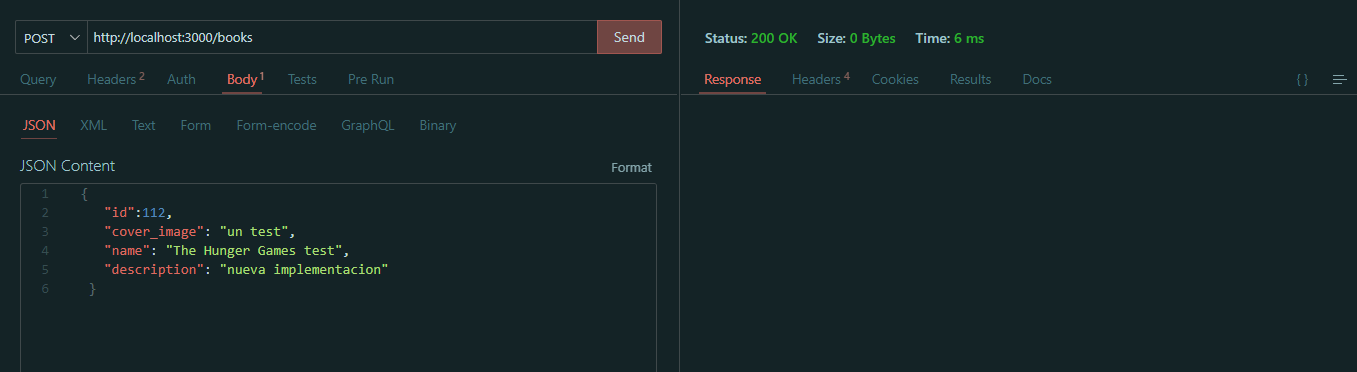 POST http://localhost:3000/books Send
Query Headers 2 Auth Body 1 Tests Pre Run
JSON XML Text Form Form-encode GraphQL Binary
JSON Content Format
1 {
2 "id":112,
3 "cover_image": "un test",
4 "name": "The Hunger Games test",
5 "description": "nueva implementacion"
6 }
Status: 200 OK Size: 0 Bytes Time: 6 ms
Response Headers 4 Cookies Results Docs { }